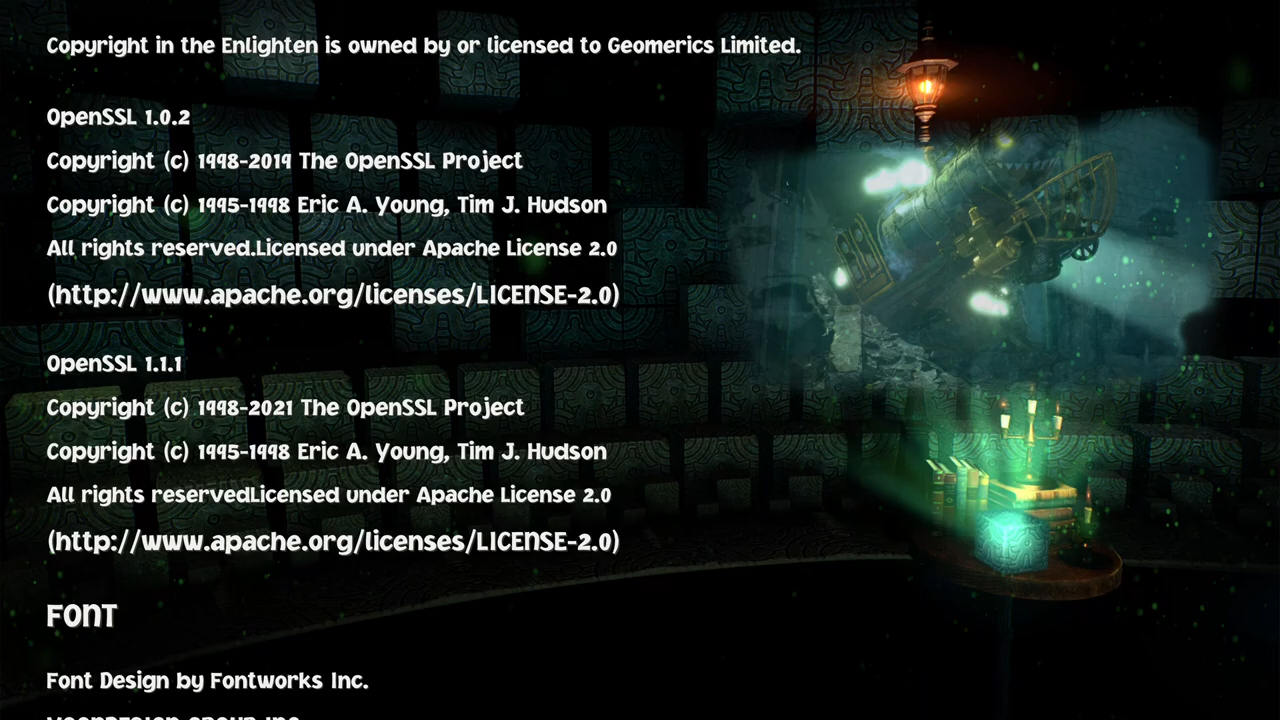 Copyright in the Enlighten is owned by or licensed to Geomerics Limited.
OpenSSL 1.0.2
Copyright (c) 1998-2019 The OpenSSL Project
Copyright (c) 1995-1998 Eric A. Young, Tim J. Hudson
All rights reserved.Licensed under Apache License 2.0
(http://www.apache.org/licenses/LICENSE-2.0)
OpenSSL 1.1.1
Copyright (c) 1998-2021 The OpenSSL Project
Copyright (c) 1995-1998 Eric A. Young, Tim J. Hudson
All rights reservedLicensed under Apache License 2.0
(http://www.apache.org/licenses/LICENSE-2.0)
FONT
Font Design by Fontworks Inc.